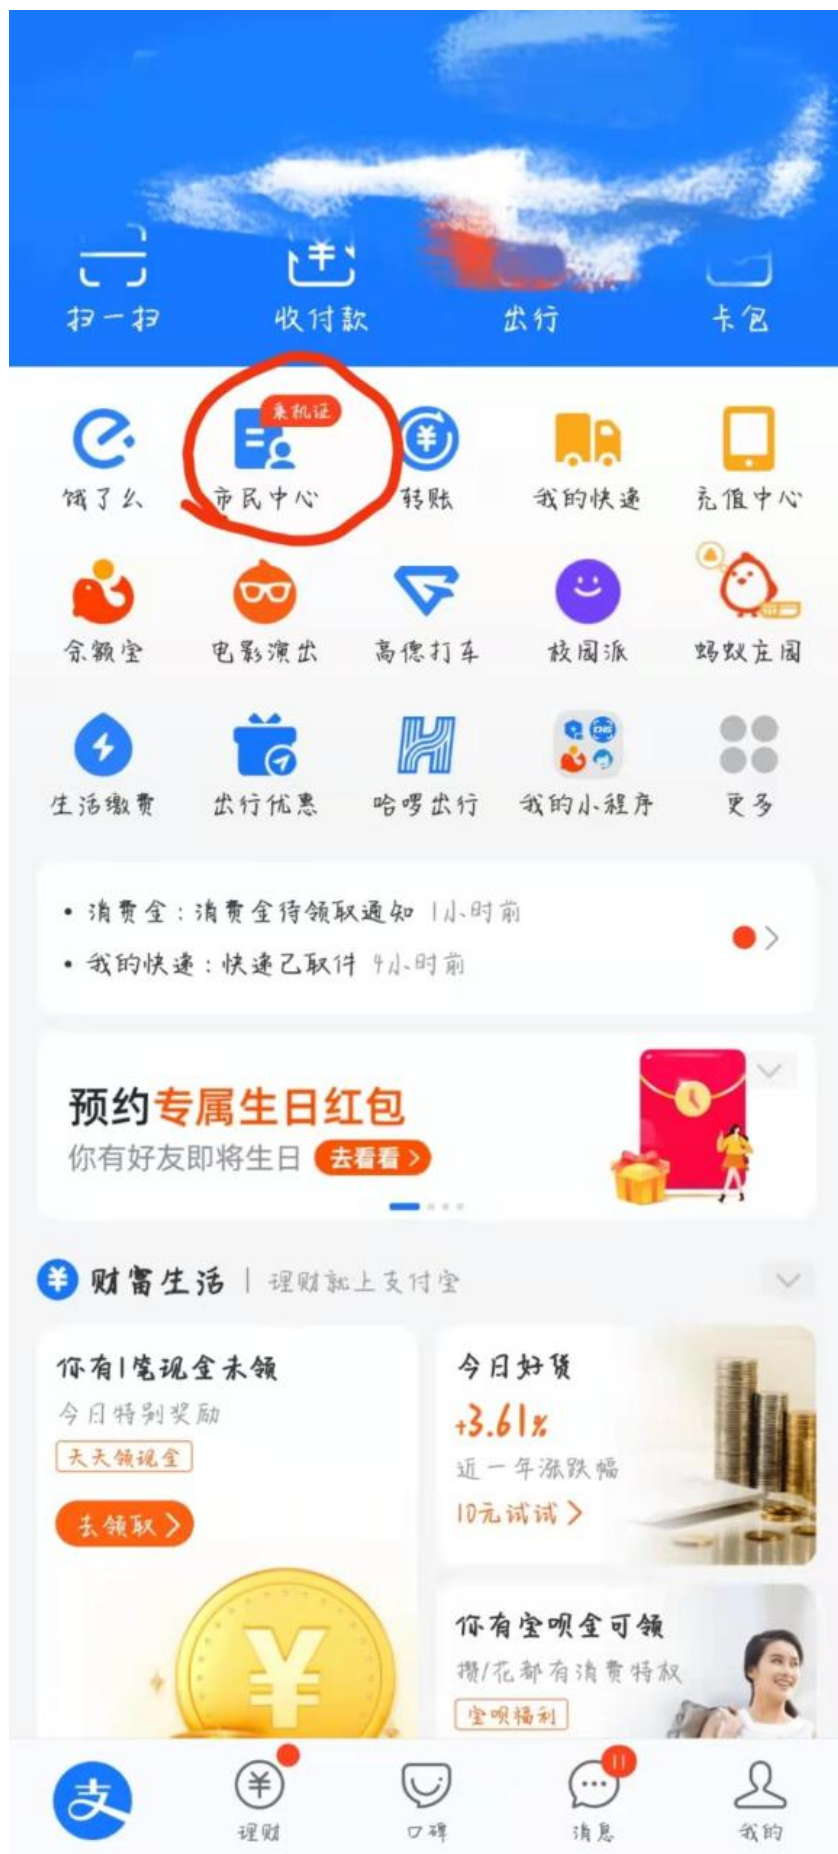 扫一扫 收付款 出行 卡包
乘机证
饿了么 市民中心 转账 我的快递 充值中心
余额宝 电影演出 高德打车 校园派 蚂蚁庄园
生活缴费 出行优惠 哈啰出行 我的小程序 更多
• 消费金:消费金待领取通知 1小时前
• 我的快递:快递已取件 4小时前
预约专属生日红包
你有好友即将生日 去看看 >
财富生活 | 理财就上支付宝
你有1笔现金未领
今日特别奖励
天天领现金
去领取 >
今日好货
+3.61%
近一年涨跌幅
10元试试 >
你有宝呗金可领
攒/花都有消费特权
宝呗福利
支
理财 口碑 消息 我的
11